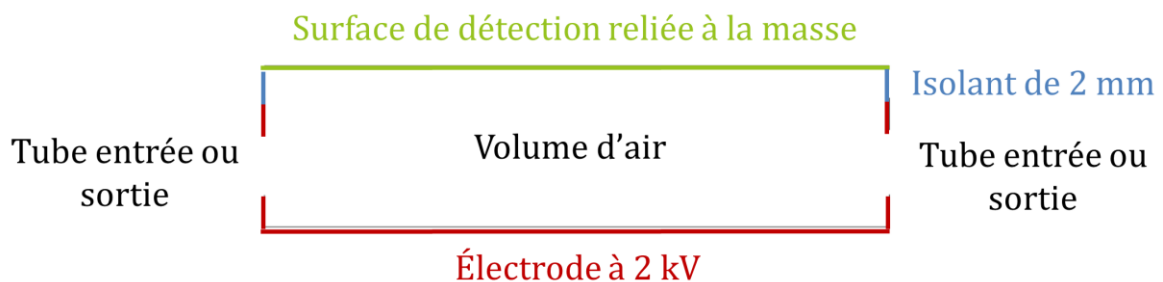 Surface de détection reliée à la masse
Isolant de 2 mm
Tube entrée ou
sortie
Volume d’air
Tube entrée ou
sortie
Électrode à 2 kV